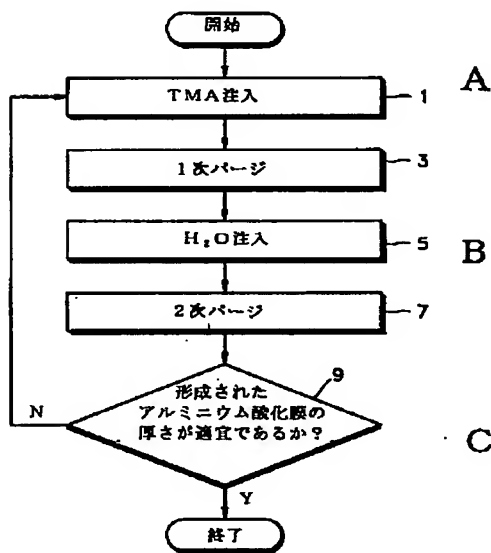 開始
TMA注入
1
A
1次パージ
3
H₂O注入
5
B
2次パージ
7
形成された
アルミニウム酸化膜の
厚さが適宜であるか？
9
N
C
Y
終了